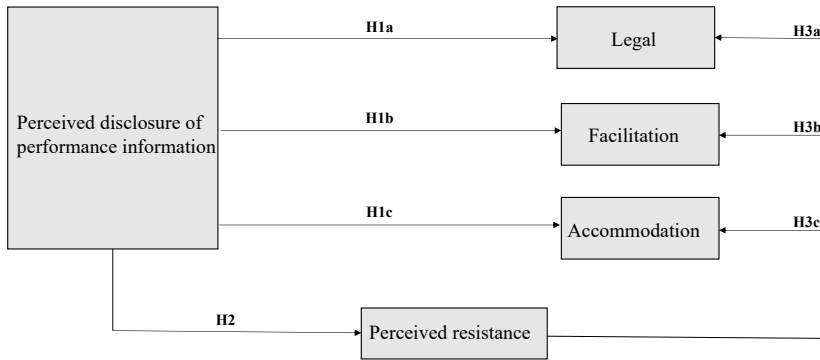 H1a
Legal
H3a
Perceived disclosure of
performance information
H1b
Facilitation
H3b
H1c
Accommodation
H3c
H2
Perceived resistance